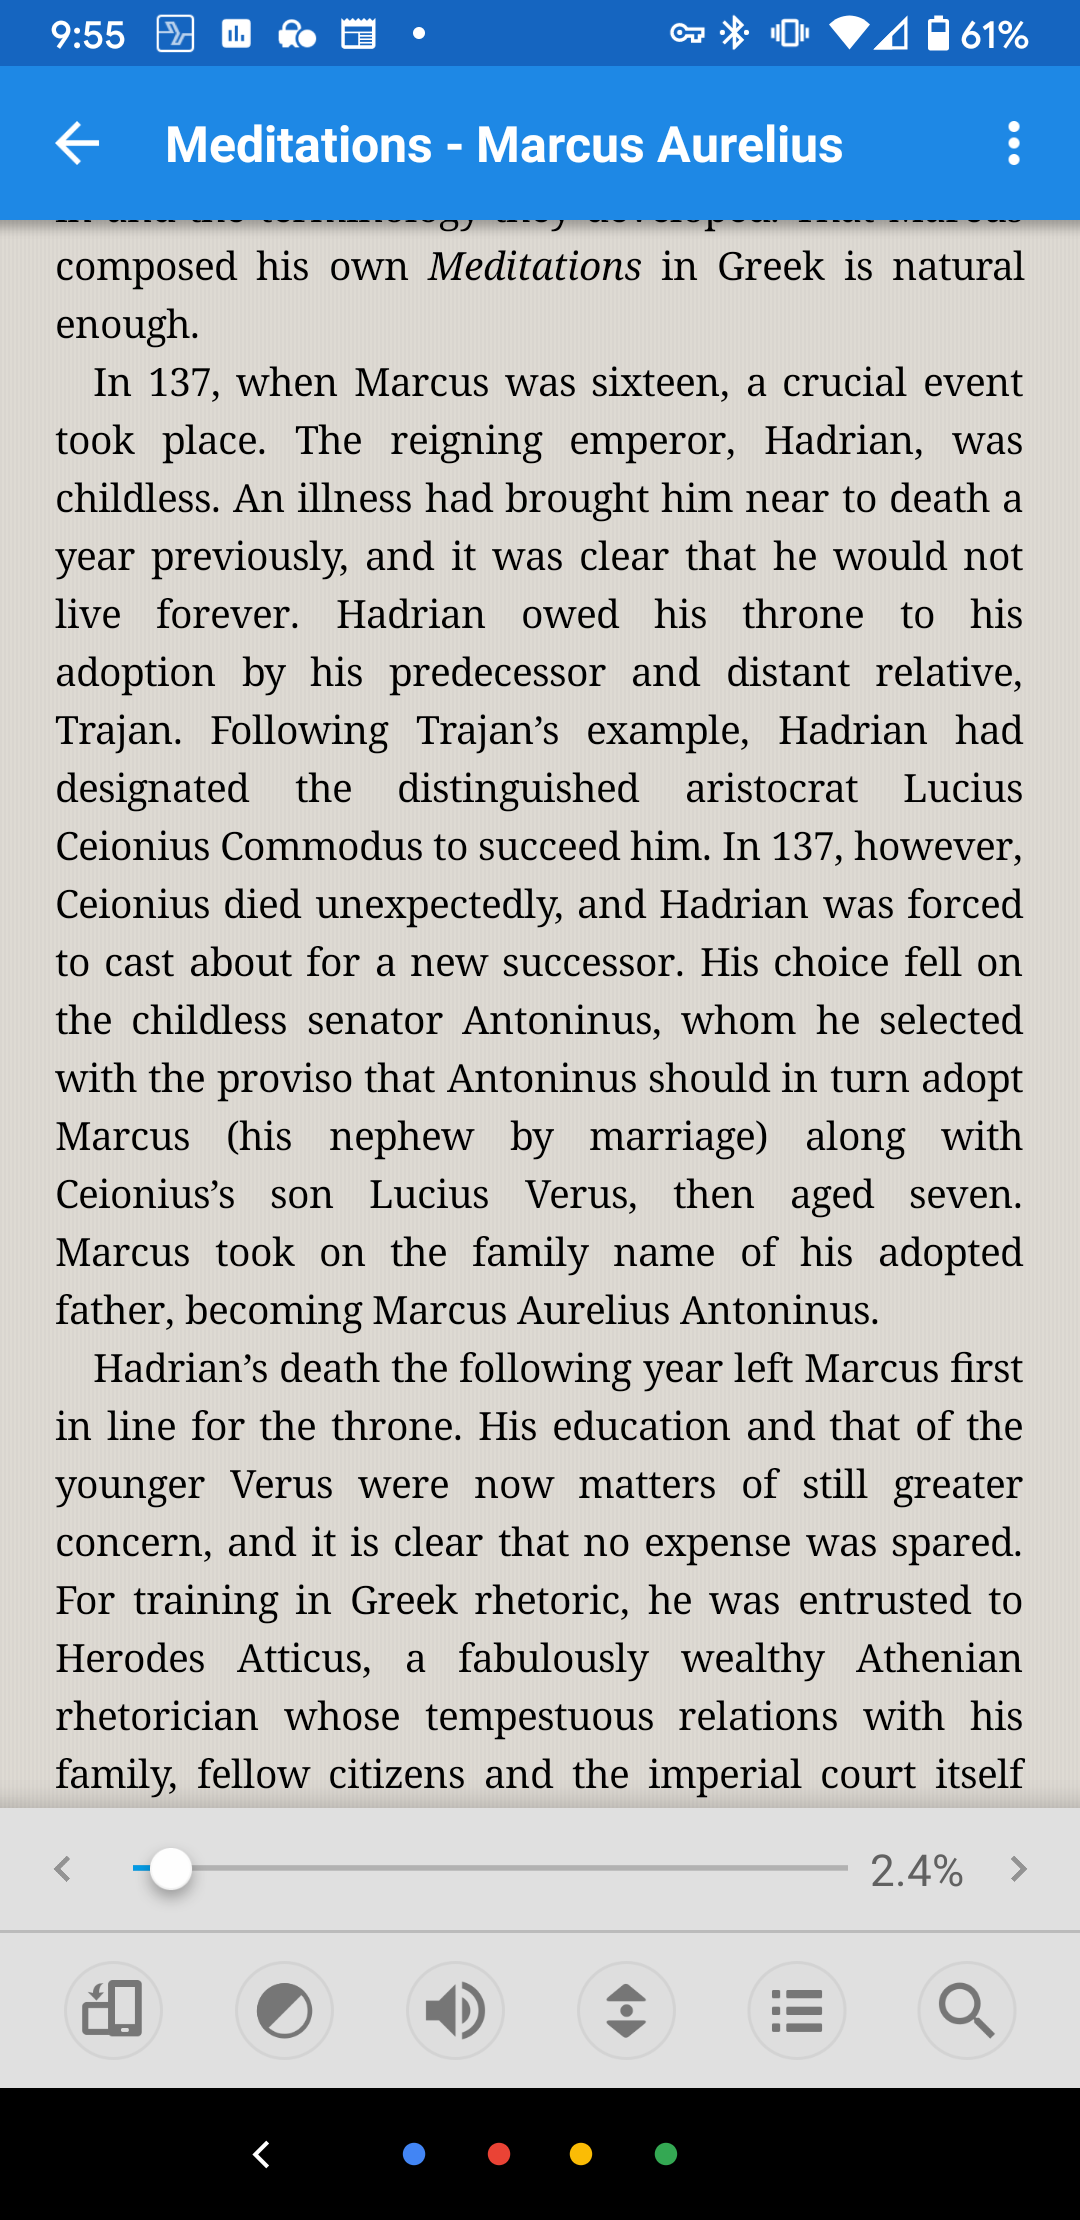 9:55
61%
Meditations - Marcus Aurelius
in and the terminology they developed. That Marcus
composed his own Meditations in Greek is natural
enough.
In 137, when Marcus was sixteen, a crucial event
took place. The reigning emperor, Hadrian, was
childless. An illness had brought him near to death a
year previously, and it was clear that he would not
live forever. Hadrian owed his throne to his
adoption by his predecessor and distant relative,
Trajan. Following Trajan’s example, Hadrian had
designated the distinguished aristocrat Lucius
Ceionius Commodus to succeed him. In 137, however,
Ceionius died unexpectedly, and Hadrian was forced
to cast about for a new successor. His choice fell on
the childless senator Antoninus, whom he selected
with the proviso that Antoninus should in turn adopt
Marcus (his nephew by marriage) along with
Ceionius’s son Lucius Verus, then aged seven.
Marcus took on the family name of his adopted
father, becoming Marcus Aurelius Antoninus.
Hadrian’s death the following year left Marcus first
in line for the throne. His education and that of the
younger Verus were now matters of still greater
concern, and it is clear that no expense was spared.
For training in Greek rhetoric, he was entrusted to
Herodes Atticus, a fabulously wealthy Athenian
rhetorician whose tempestuous relations with his
family, fellow citizens and the imperial court itself
2.4%